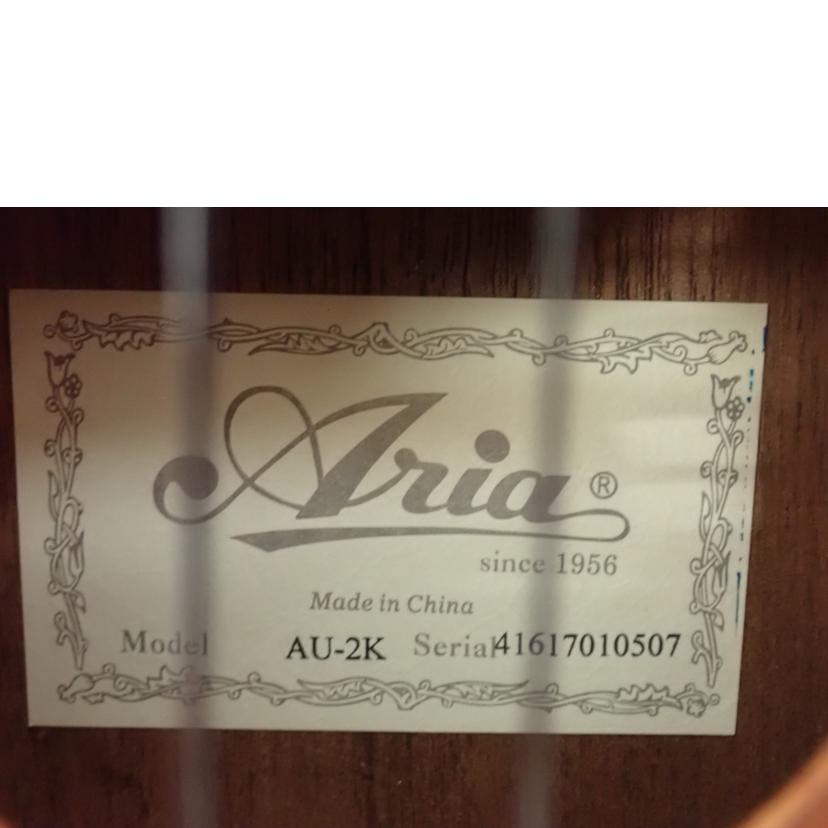 Aria ®
since 1956
Made in China
Model AU-2K Serial 41617010507